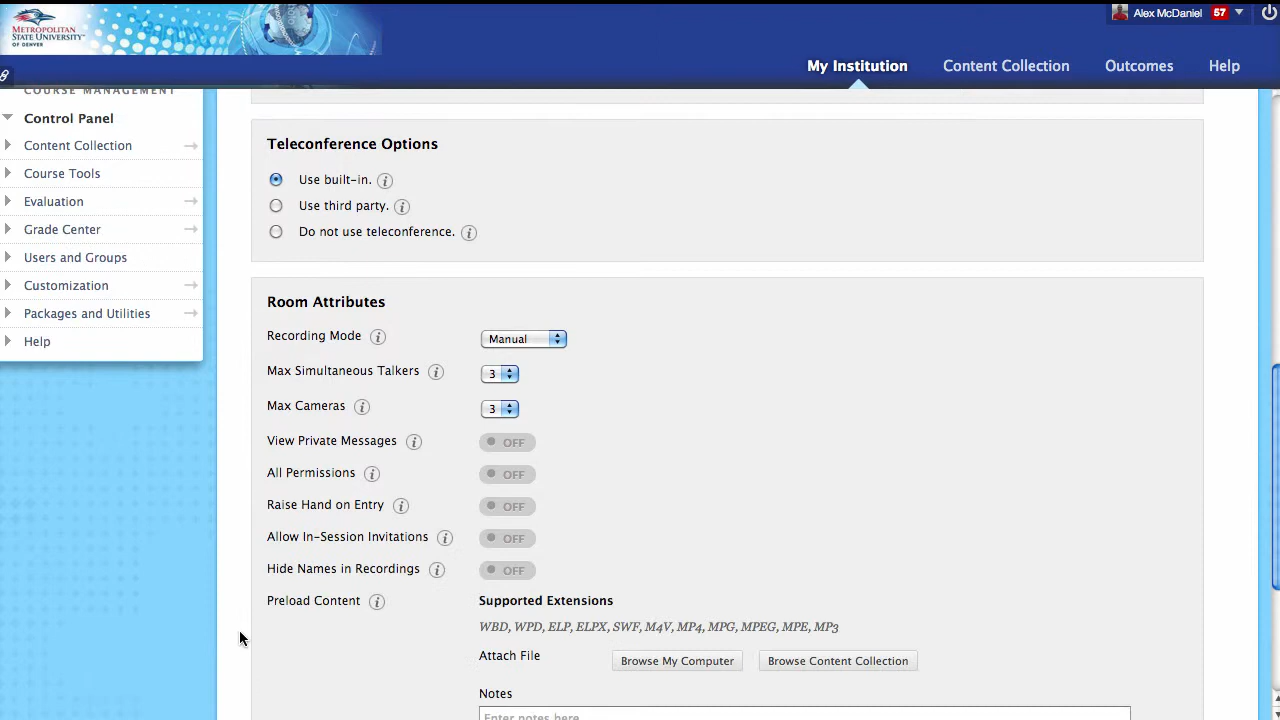 METROPOLITAN
STATE UNIVERSITY
OF DENVER
Alex McDaniel 57
My Institution Content Collection Outcomes Help
COURSE MANAGEMENT
Control Panel
Content Collection
Course Tools
Evaluation
Grade Center
Users and Groups
Customization
Packages and Utilities
Help
Teleconference Options
Use built-in.
Use third party.
Do not use teleconference.
Room Attributes
Recording Mode Manual
Max Simultaneous Talkers 3
Max Cameras 3
View Private Messages OFF
All Permissions OFF
Raise Hand on Entry OFF
Allow In-Session Invitations OFF
Hide Names in Recordings OFF
Preload Content Supported Extensions
WBD, WPD, ELP, ELPX, SWF, M4V, MP4, MPG, MPEG, MPE, MP3
Attach File Browse My Computer Browse Content Collection
Notes
Enter notes here